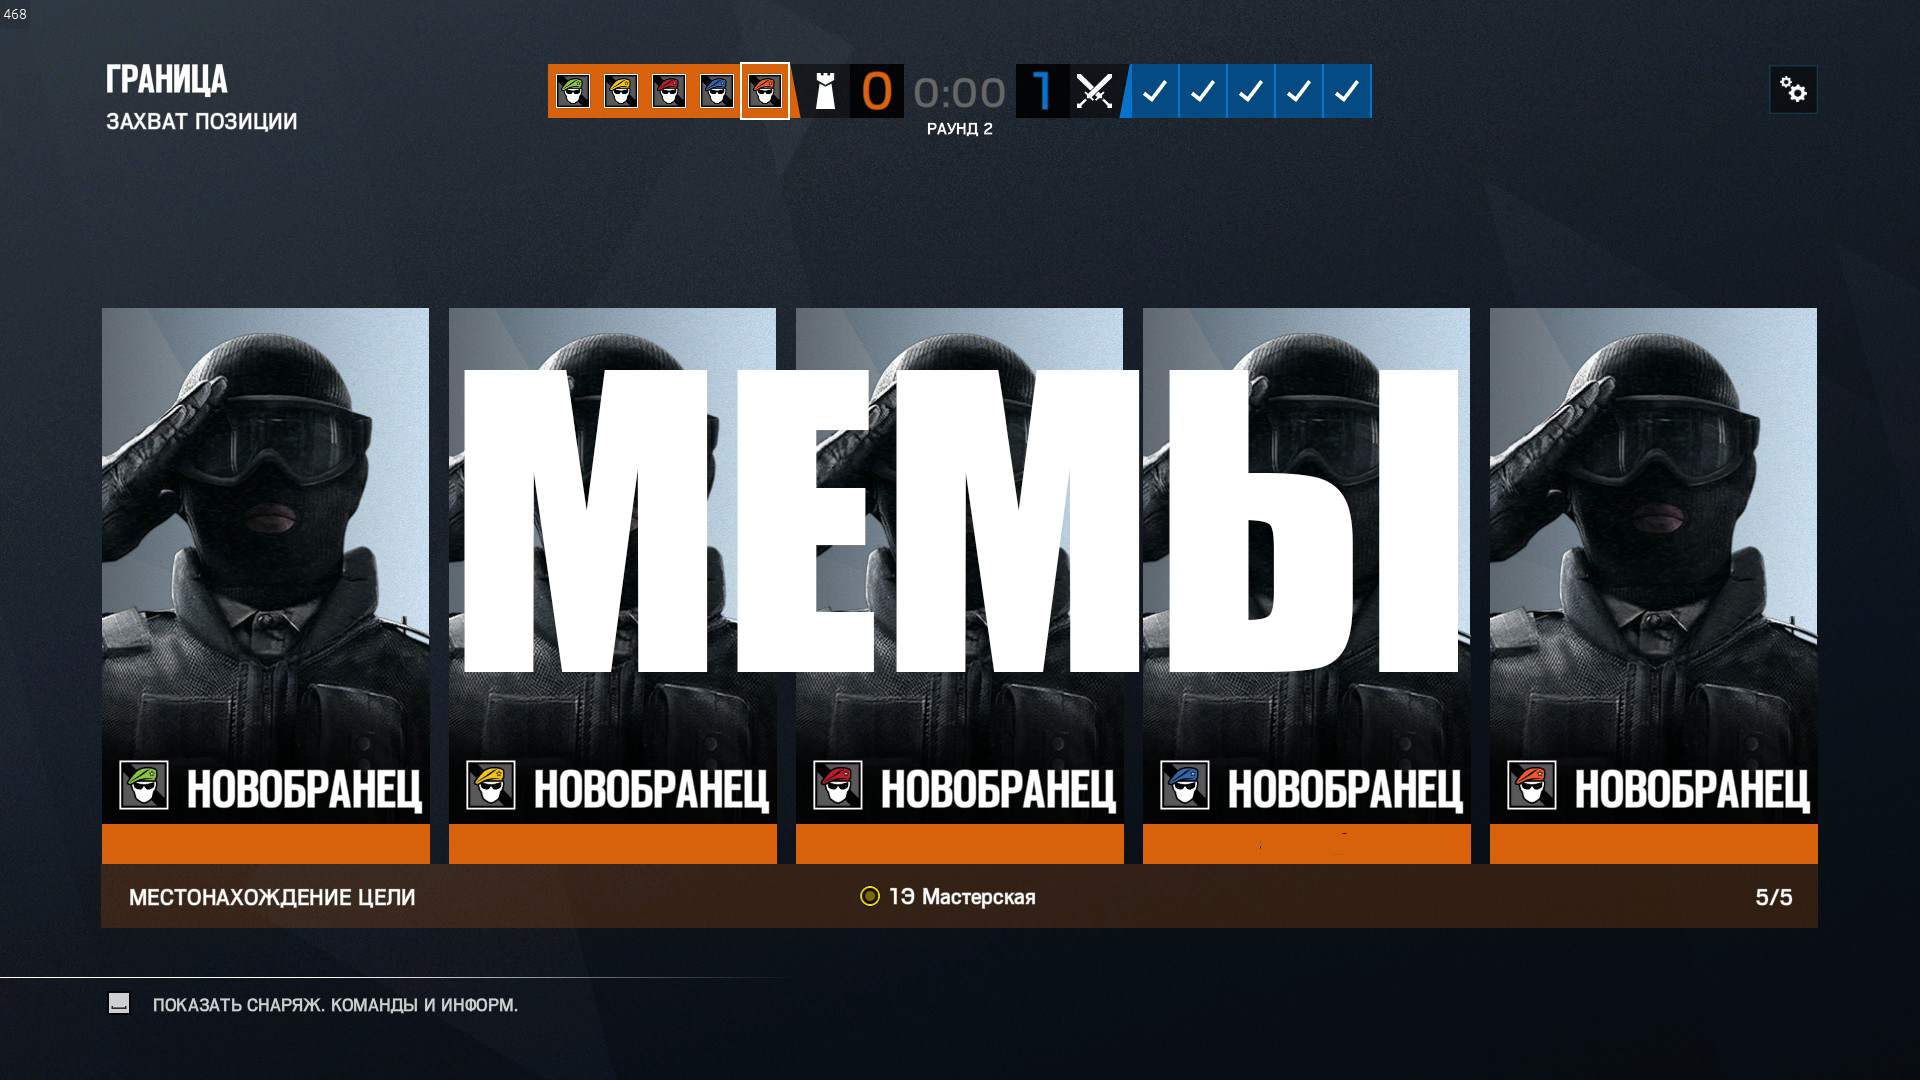 468
ГРАНИЦА
ЗАХВАТ ПОЗИЦИИ
0 0:00 1
РАУНД 2
МЕМЫ
НОВОБРАНЕЦ НОВОБРАНЕЦ НОВОБРАНЕЦ НОВОБРАНЕЦ НОВОБРАНЕЦ
МЕСТОНАХОЖДЕНИЕ ЦЕЛИ 1Э Мастерская 5/5
ПОКАЗАТЬ СНАРЯЖ. КОМАНДЫ И ИНФОРМ.